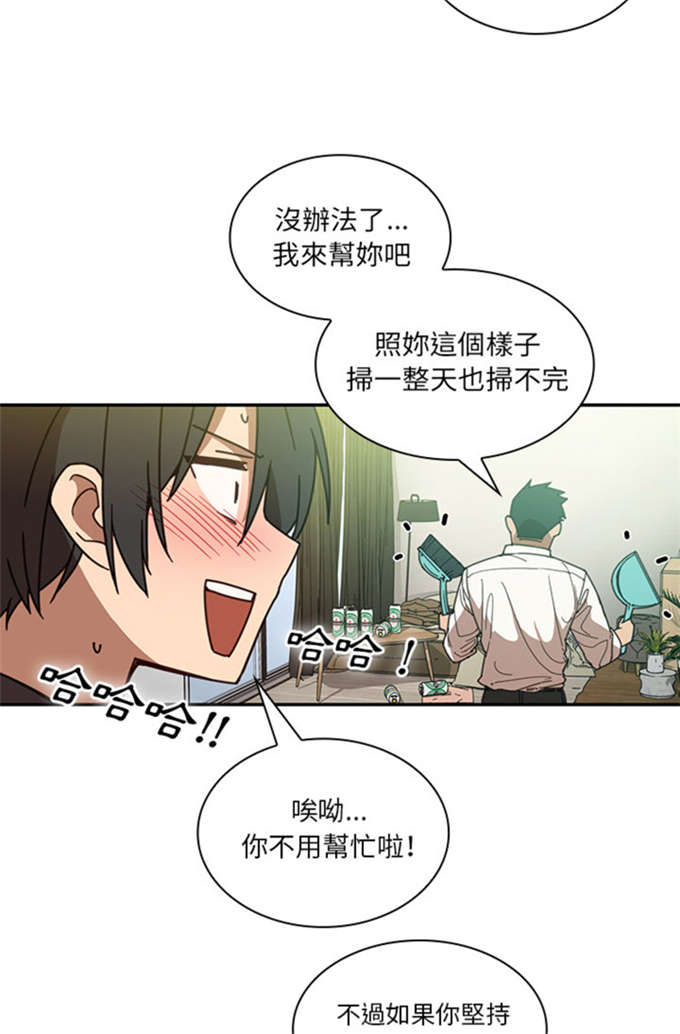 沒辦法了...
我來幫妳吧
照妳這個樣子
掃一整天也掃不完
哈哈！
哈哈哈!!
唉呦...
你不用幫忙啦!
不過如果你堅持